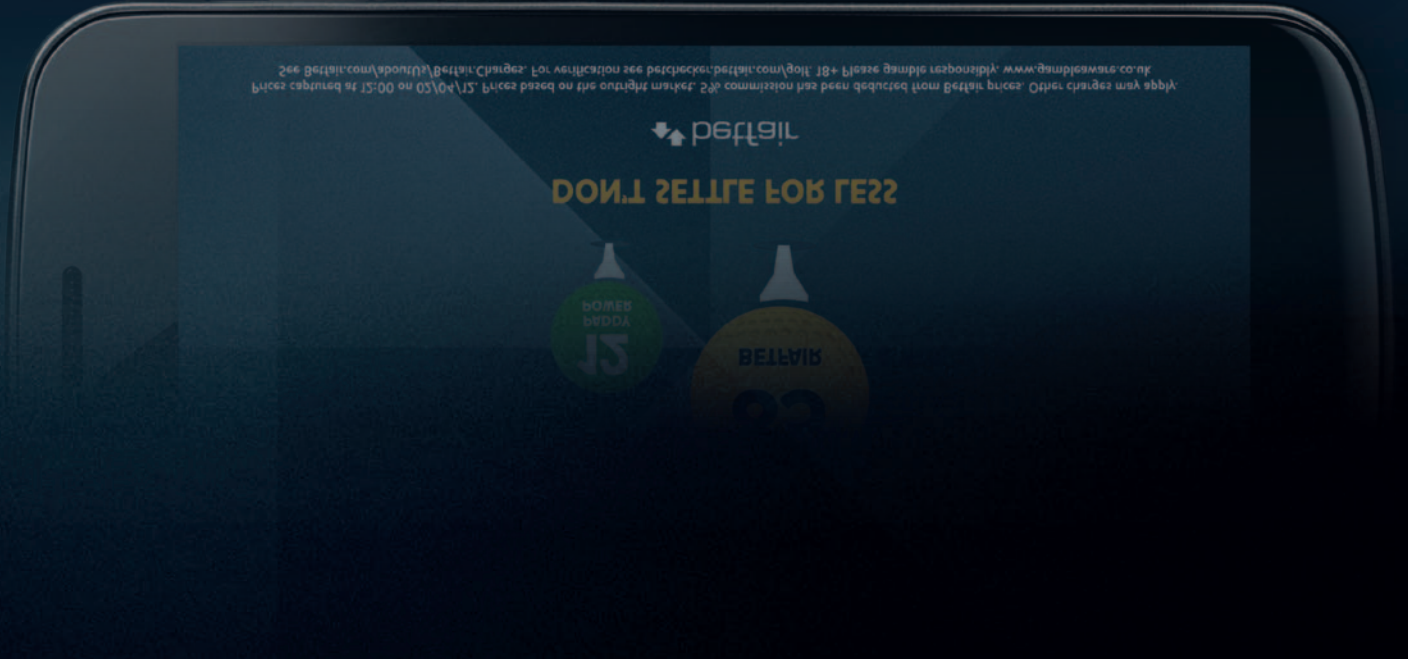 12
PADDY
POWER
BETFAIR
DON'T SETTLE FOR LESS
betfair
Prices captured at 12:00 on 02/04/12. Prices based on the outright market. 5% commission has been deducted from Betfair prices. Other charges may apply.
See Betfair.com/aboutUs/Betfair.Charges. For verification see betchecker.betfair.com/golf. 18+ Please gamble responsibly. www.gambleaware.co.uk